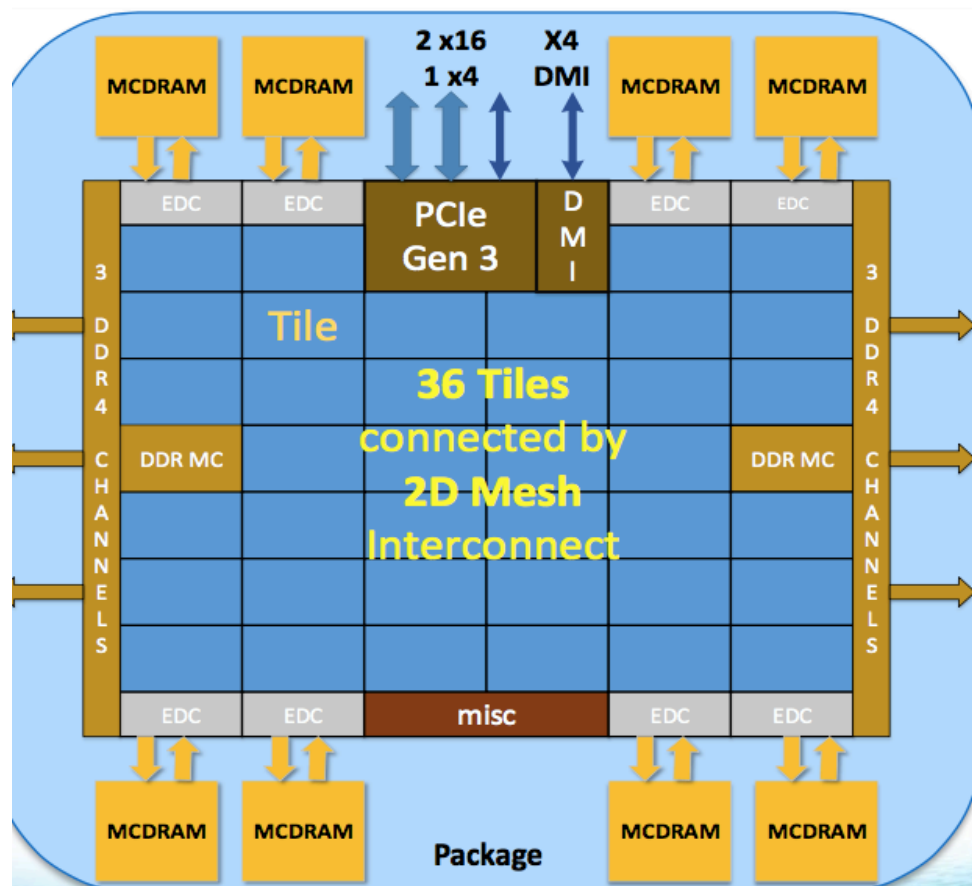 2 x16
1 x4
X4
DMI
MCDRAM
MCDRAM
MCDRAM
MCDRAM
EDC
EDC
PCIe
Gen 3
DMI
EDC
EDC
3 DDR4 CHANNELS
3 DDR4 CHANNELS
Tile
36 Tiles
connected by
2D Mesh
Interconnect
DDR MC
DDR MC
EDC
EDC
misc
EDC
EDC
MCDRAM
MCDRAM
MCDRAM
MCDRAM
Package